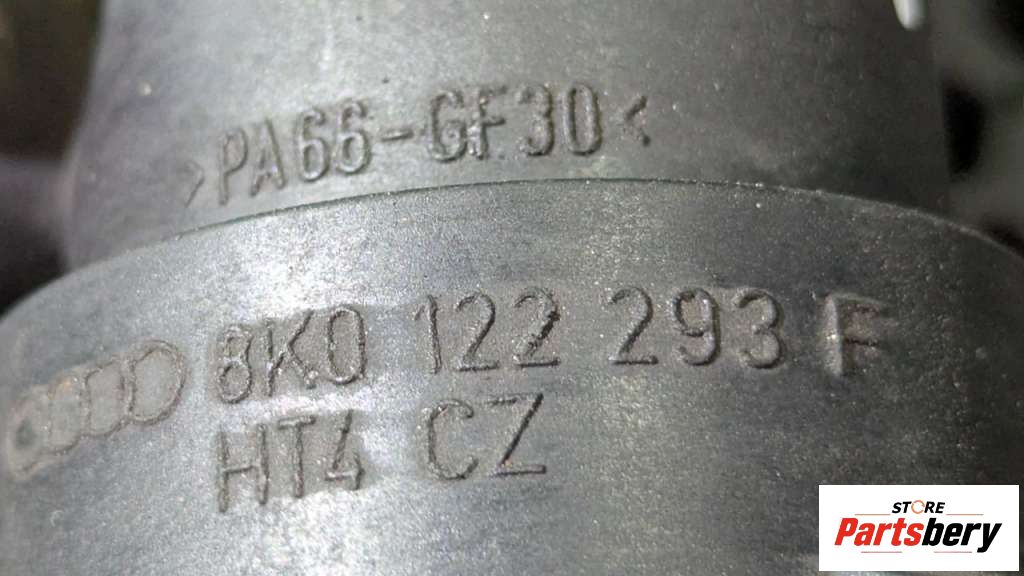 >PA66-GF30<
8K0 122 293 F
HT4 CZ
STORE
Partsbery